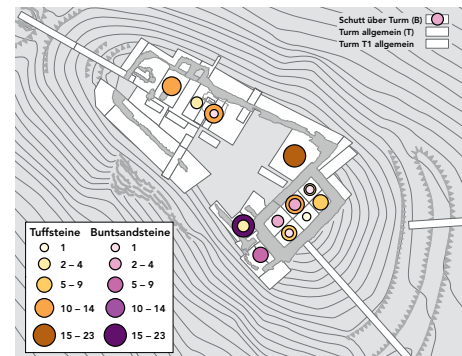 Schutt über Turm (B)
Turm allgemein (T)
Turm T1 allgemein
Tuffsteine Buntsandsteine
1 1
2 – 4 2 – 4
5 – 9 5 – 9
10 – 14 10 – 14
15 – 23 15 – 23